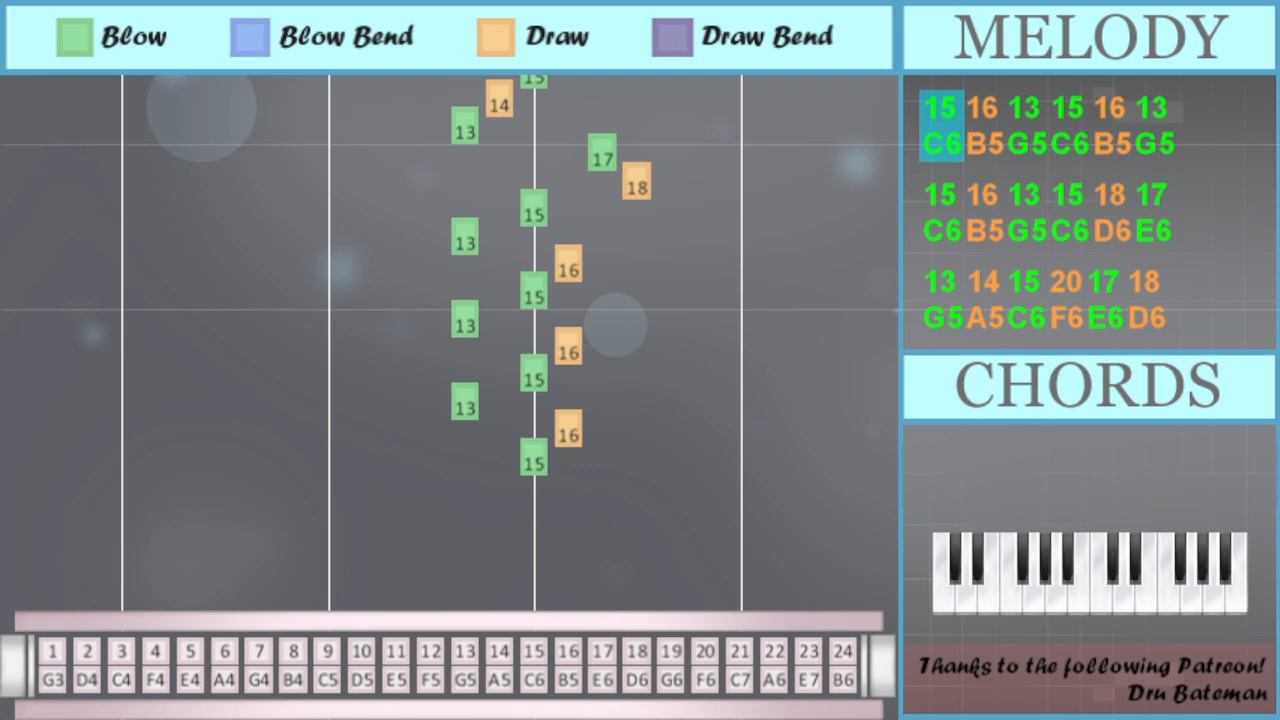 Blow Blow Bend Draw Draw Bend
15
14
13
17
18
15
13
16
15
13
16
15
13
16
15
1 2 3 4 5 6 7 8 9 10 11 12 13 14 15 16 17 18 19 20 21 22 23 24
G3 D4 C4 F4 E4 A4 G4 B4 C5 D5 E5 F5 G5 A5 C6 B5 E6 D6 G6 F6 C7 A6 E7 B6
MELODY
15 16 13 15 16 13
C6 B5 G5 C6 B5 G5
15 16 13 15 18 17
C6 B5 G5 C6 D6 E6
13 14 15 20 17 18
G5 A5 C6 F6 E6 D6
CHORDS
Thanks to the following Patreon!
Dru Bateman